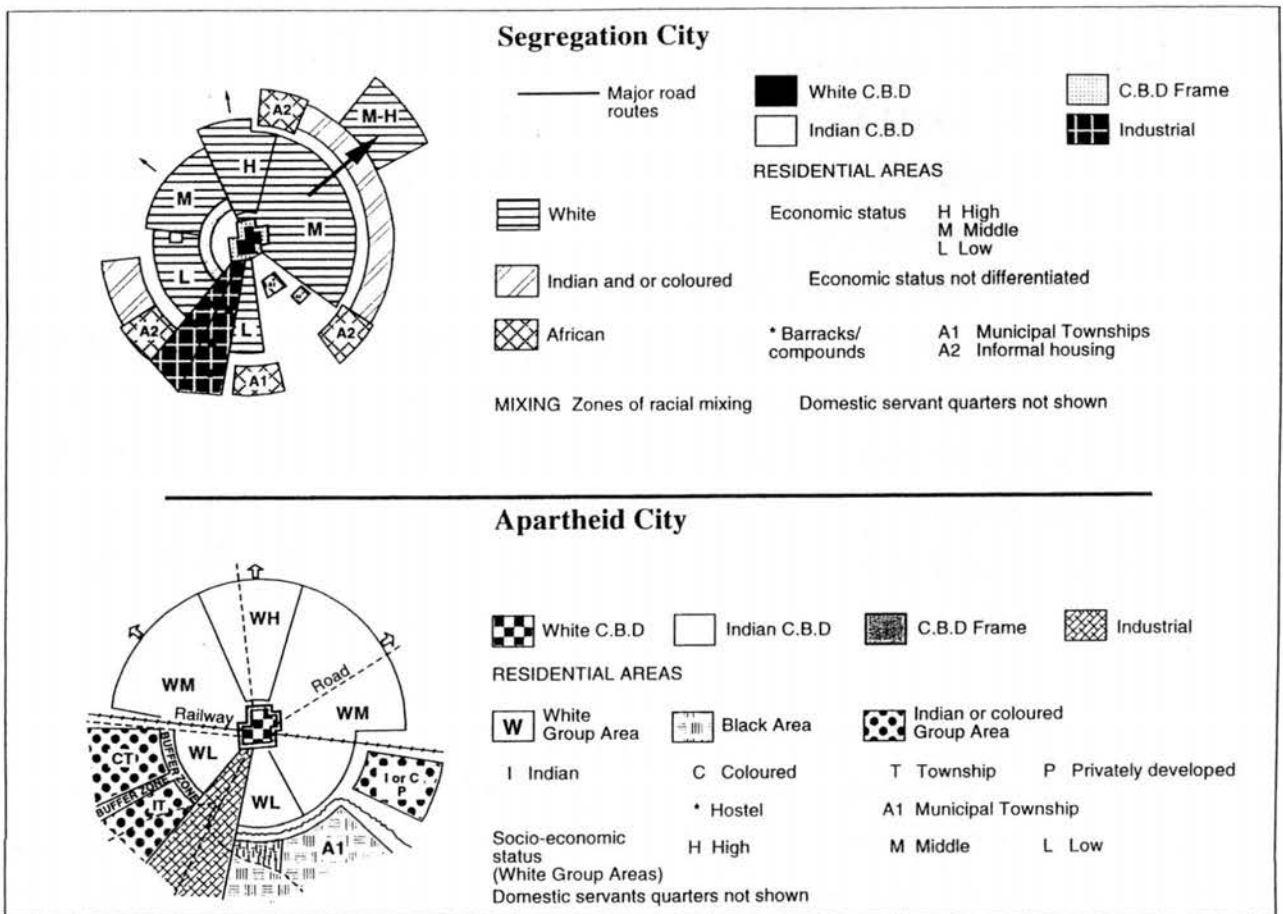 Segregation City
Major road routes
White C.B.D
C.B.D Frame
Indian C.B.D
Industrial
RESIDENTIAL AREAS
White
Economic status
H High
M Middle
L Low
Indian and or coloured
Economic status not differentiated
African
* Barracks/
compounds
A1 Municipal Townships
A2 Informal housing
MIXING Zones of racial mixing
Domestic servant quarters not shown
A2
M-H
H
M
M
L
A2
L
A2
A1
Apartheid City
White C.B.D
Indian C.B.D
C.B.D Frame
Industrial
RESIDENTIAL AREAS
W
White
Group Area
Black Area
Indian or coloured
Group Area
I Indian
C Coloured
T Township
P Privately developed
* Hostel
A1 Municipal Township
Socio-economic
status
(White Group Areas)
H High
M Middle
L Low
Domestic servants quarters not shown
WH
Road
WM
WM
Railway
WL
CT
BUFFER ZONE
BUFFER ZONE
IT
WL
I or C
P
A1